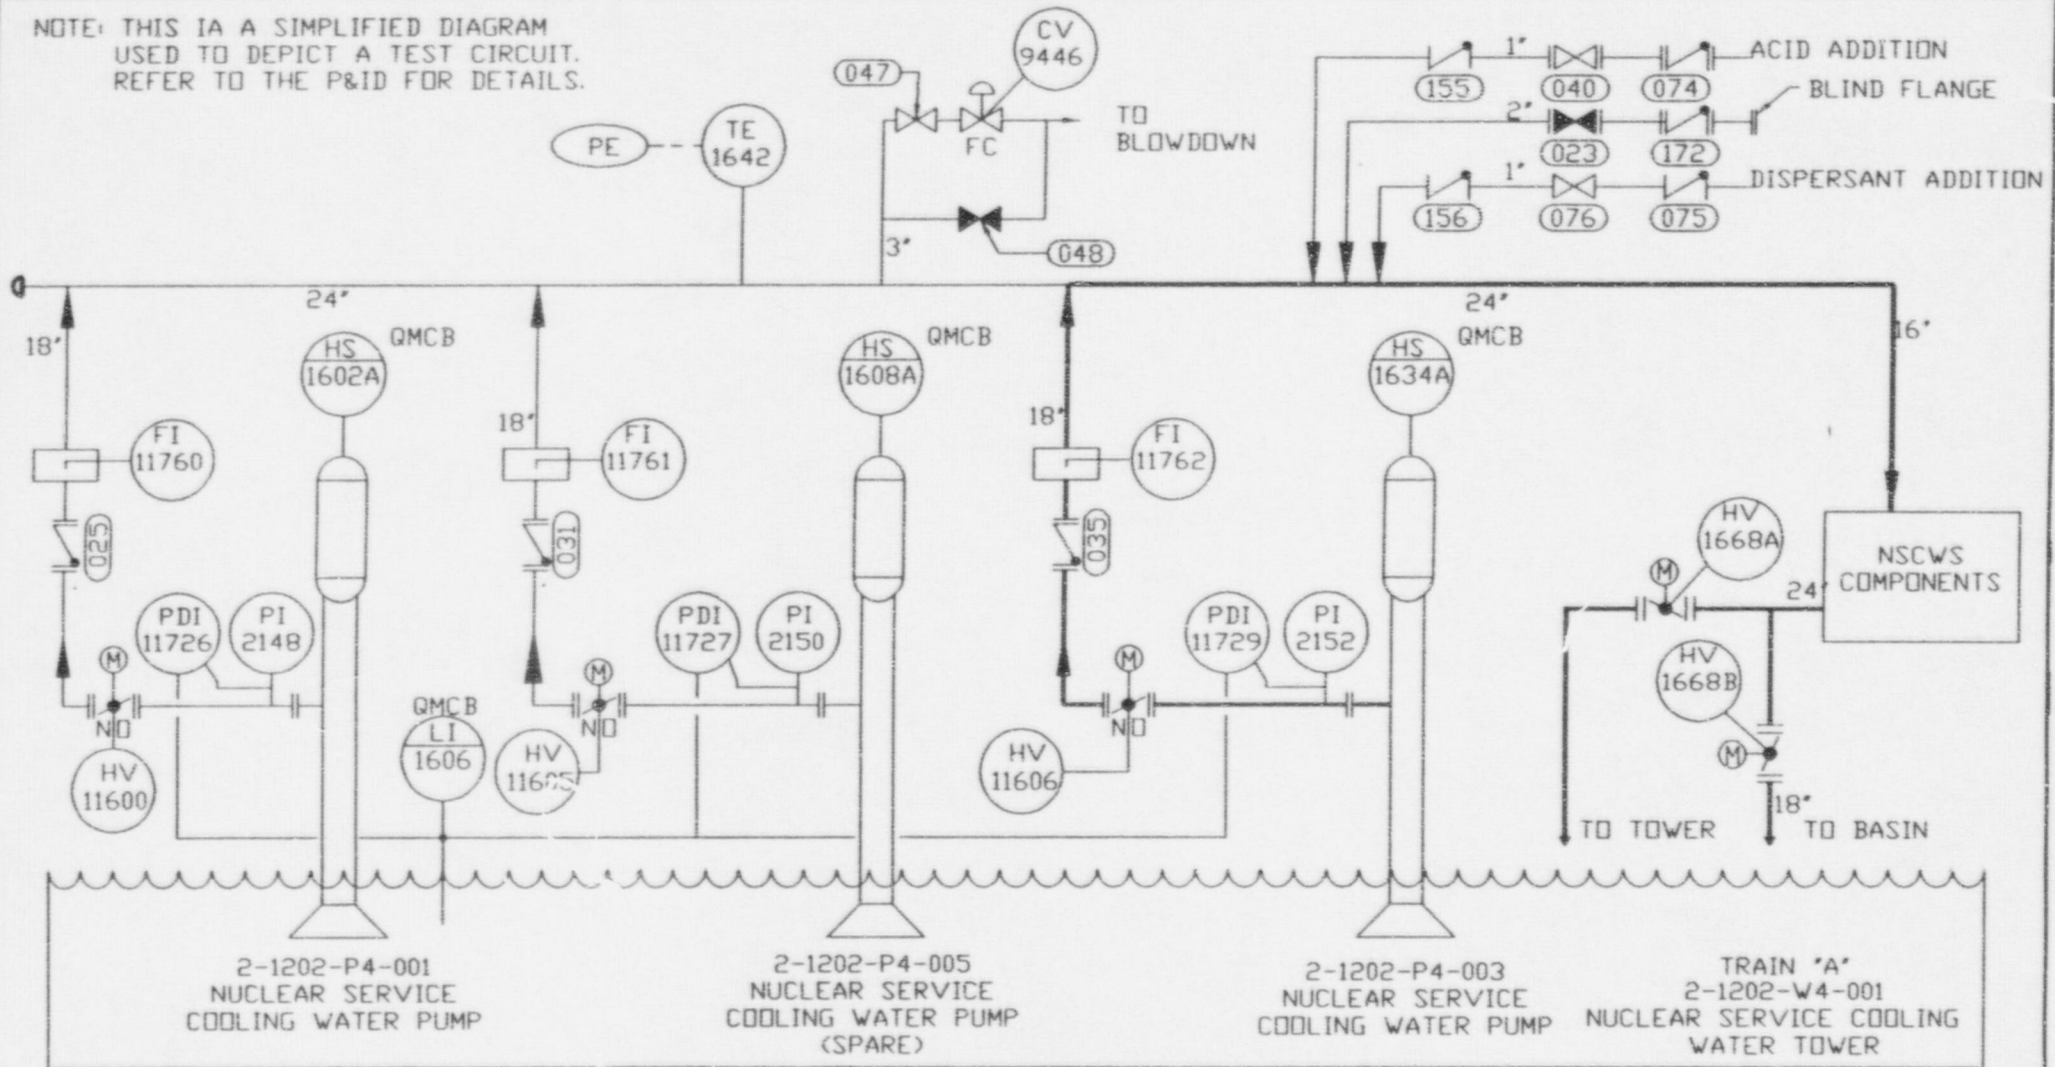 NOTE: THIS IA A SIMPLIFIED DIAGRAM
USED TO DEPICT A TEST CIRCUIT.
REFER TO THE P&ID FOR DETAILS.
CV
9446
047
FC
TO
BLOWDOWN
PE
TE
1642
3"
048
1"
ACID ADDITION
155
040
074
BLIND FLANGE
2"
023
172
1"
DISPERSANT ADDITION
156
076
075
24"
24"
18"
HS
1602A
QMCB
HS
1608A
QMCB
HS
1634A
QMCB
16"
18"
18"
FI
11760
FI
11761
FI
11762
025
031
035
HV
1668A
M
NSCWS
COMPONENTS
24"
PDI
11726
PI
2148
PDI
11727
PI
2150
PDI
11729
PI
2152
M
M
M
HV
1668B
M
NO
NO
NO
QMCB
LI
1606
HV
11600
HV
HV
11606
18"
TO TOWER
TO BASIN
2-1202-P4-001
NUCLEAR SERVICE
COOLING WATER PUMP
2-1202-P4-005
NUCLEAR SERVICE
COOLING WATER PUMP
(SPARE)
2-1202-P4-003
NUCLEAR SERVICE
COOLING WATER PUMP
TRAIN "A"
2-1202-W4-001
NUCLEAR SERVICE COOLING
WATER TOWER